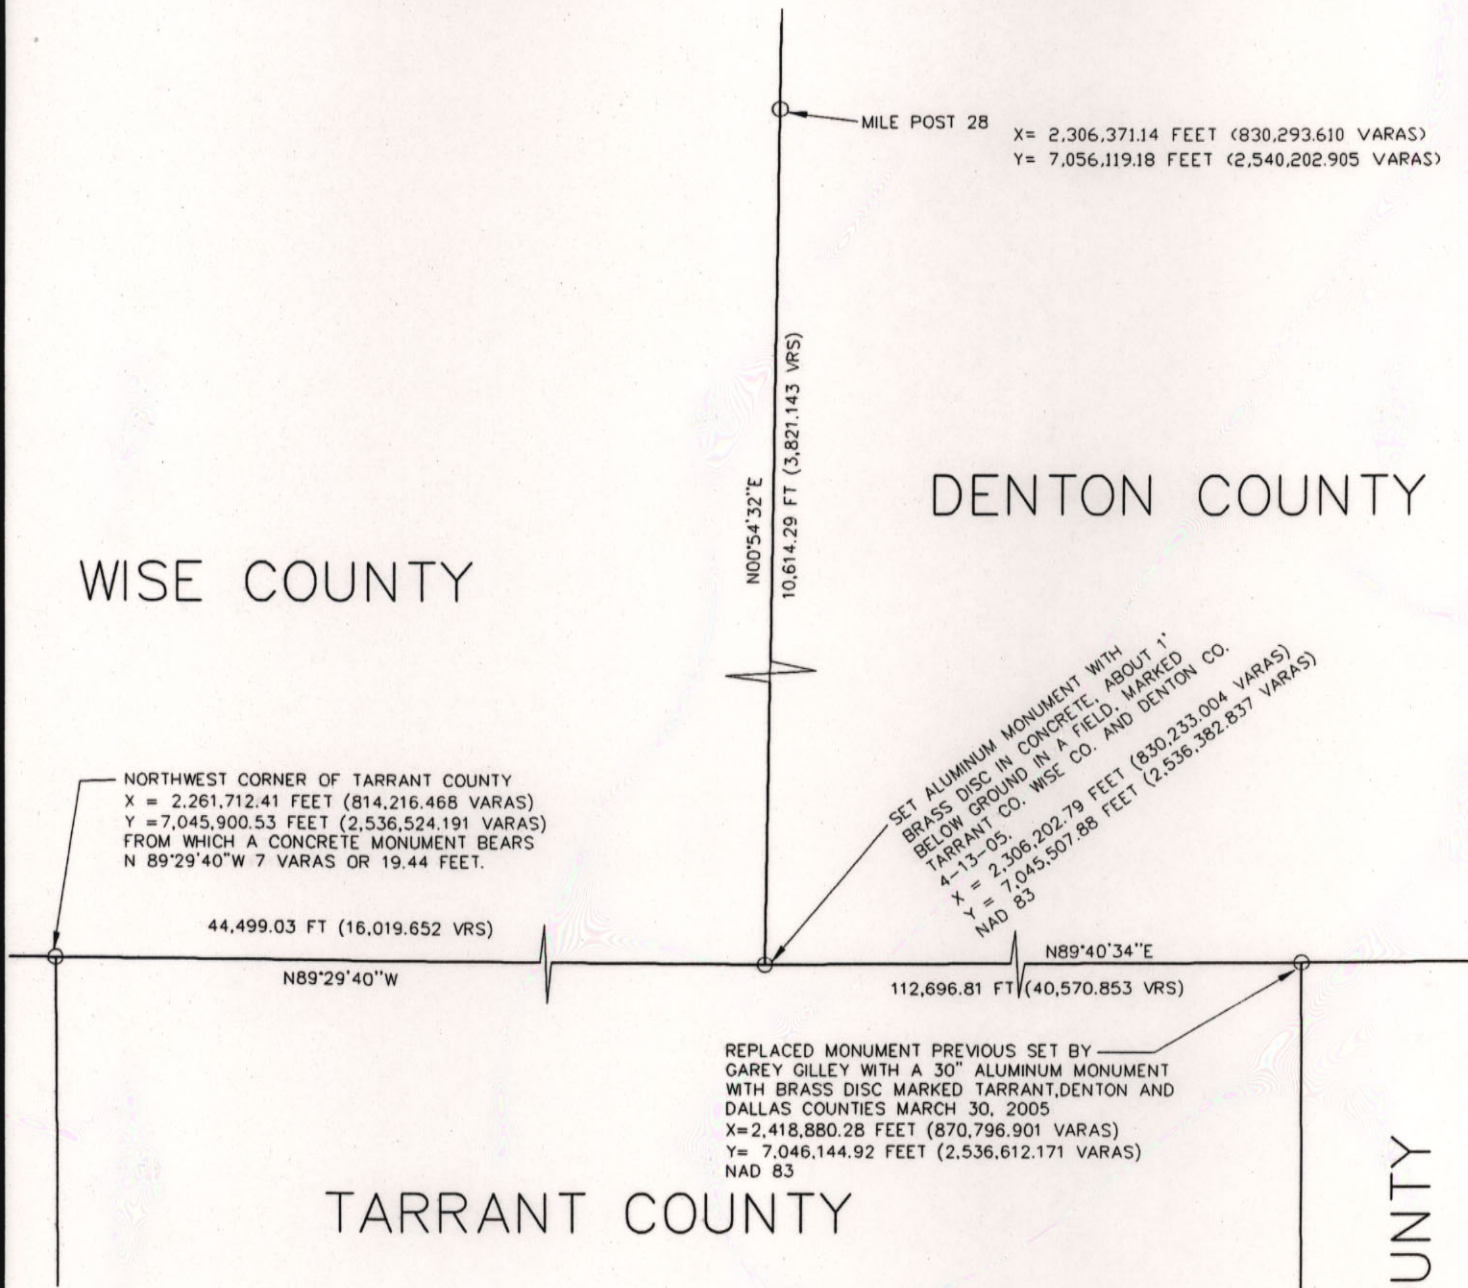 MILE POST 28
X= 2,306,371.14 FEET (830,293.610 VARAS)
Y= 7,056,119.18 FEET (2,540,202.905 VARAS)
N00°54'32"E
10,614.29 FT (3,821.143 VRS)
DENTON COUNTY
WISE COUNTY
SET ALUMINUM MONUMENT WITH
BRASS DISC IN CONCRETE, ABOUT 1'
BELOW GROUND IN A FIELD, MARKED
TARRANT CO. WISE CO. AND DENTON CO.
4-13-05.
X = 2,306,202.79 FEET (830,233.004 VARAS)
Y = 7,045,507.88 FEET (2,536,382.837 VARAS)
NAD 83
NORTHWEST CORNER OF TARRANT COUNTY
X = 2,261,712.41 FEET (814,216.468 VARAS)
Y =7,045,900.53 FEET (2,536,524.191 VARAS)
FROM WHICH A CONCRETE MONUMENT BEARS
N 89°29'40"W 7 VARAS OR 19.44 FEET.
44,499.03 FT (16,019.652 VRS)
N89°29'40"W
N89°40'34"E
112,696.81 FT (40,570.853 VRS)
REPLACED MONUMENT PREVIOUS SET BY
GAREY GILLEY WITH A 30" ALUMINUM MONUMENT
WITH BRASS DISC MARKED TARRANT,DENTON AND
DALLAS COUNTIES MARCH 30, 2005
X=2,418,880.28 FEET (870,796.901 VARAS)
Y= 7,046,144.92 FEET (2,536,612.171 VARAS)
NAD 83
TARRANT COUNTY
UNTY